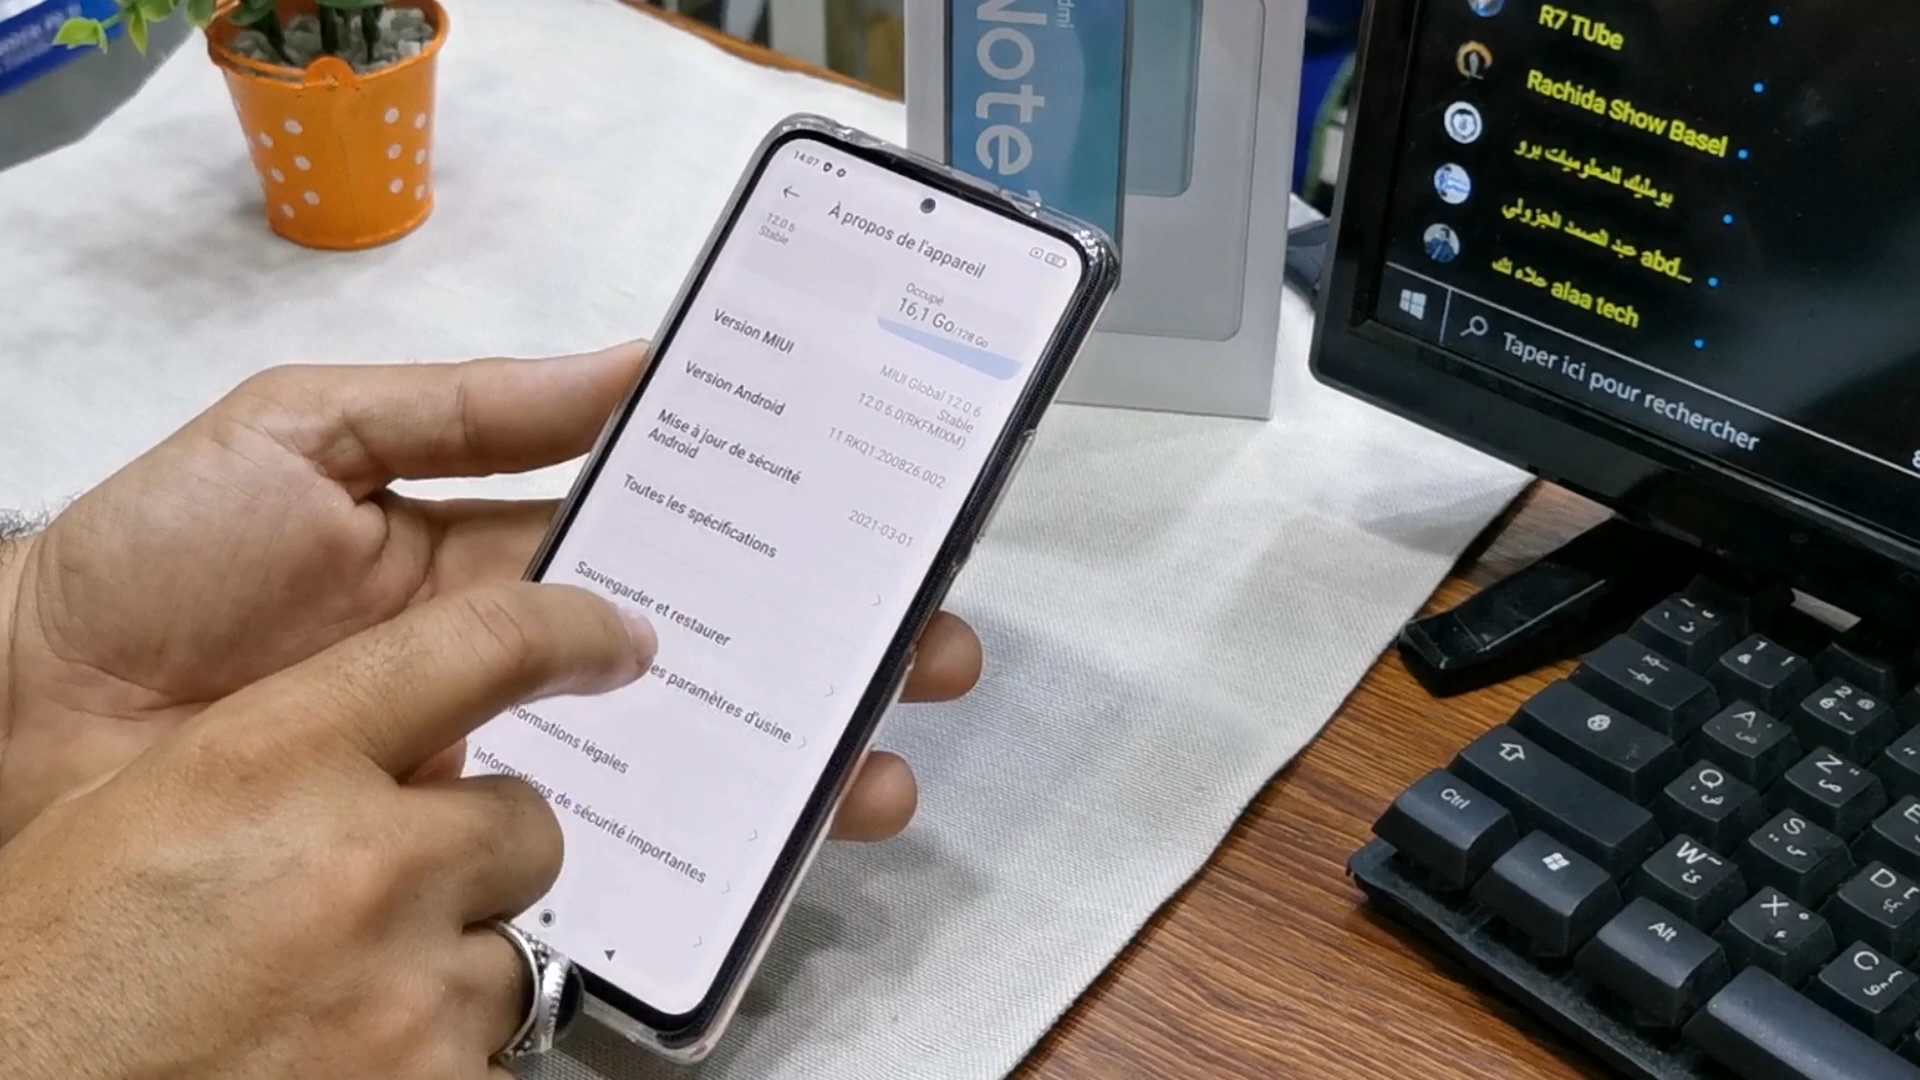 14:07
À propos de l'appareil
12.0.6
Stable
Occupé
16,1 Go/128 Go
Version MIUI
MIUI Global 12.0.6
Stable
12.0.6.0(RKFMIXM)
Version Android
11 RKQ1.200826.002
Mise à jour de sécurité
Android
2021-03-01
Toutes les spécifications
Sauvegarder et restaurer
es paramètres d'usine
nformations légales
Informations de sécurité importantes
Note
R7 TUbe
Rachida Show Basel
بومليك للمعلوميات برو
عبد الصمد الجزولي abd_
علاء تك alaa tech
Taper ici pour rechercher
Ctrl
Alt
Q
A
Z
W
S
X
D
C